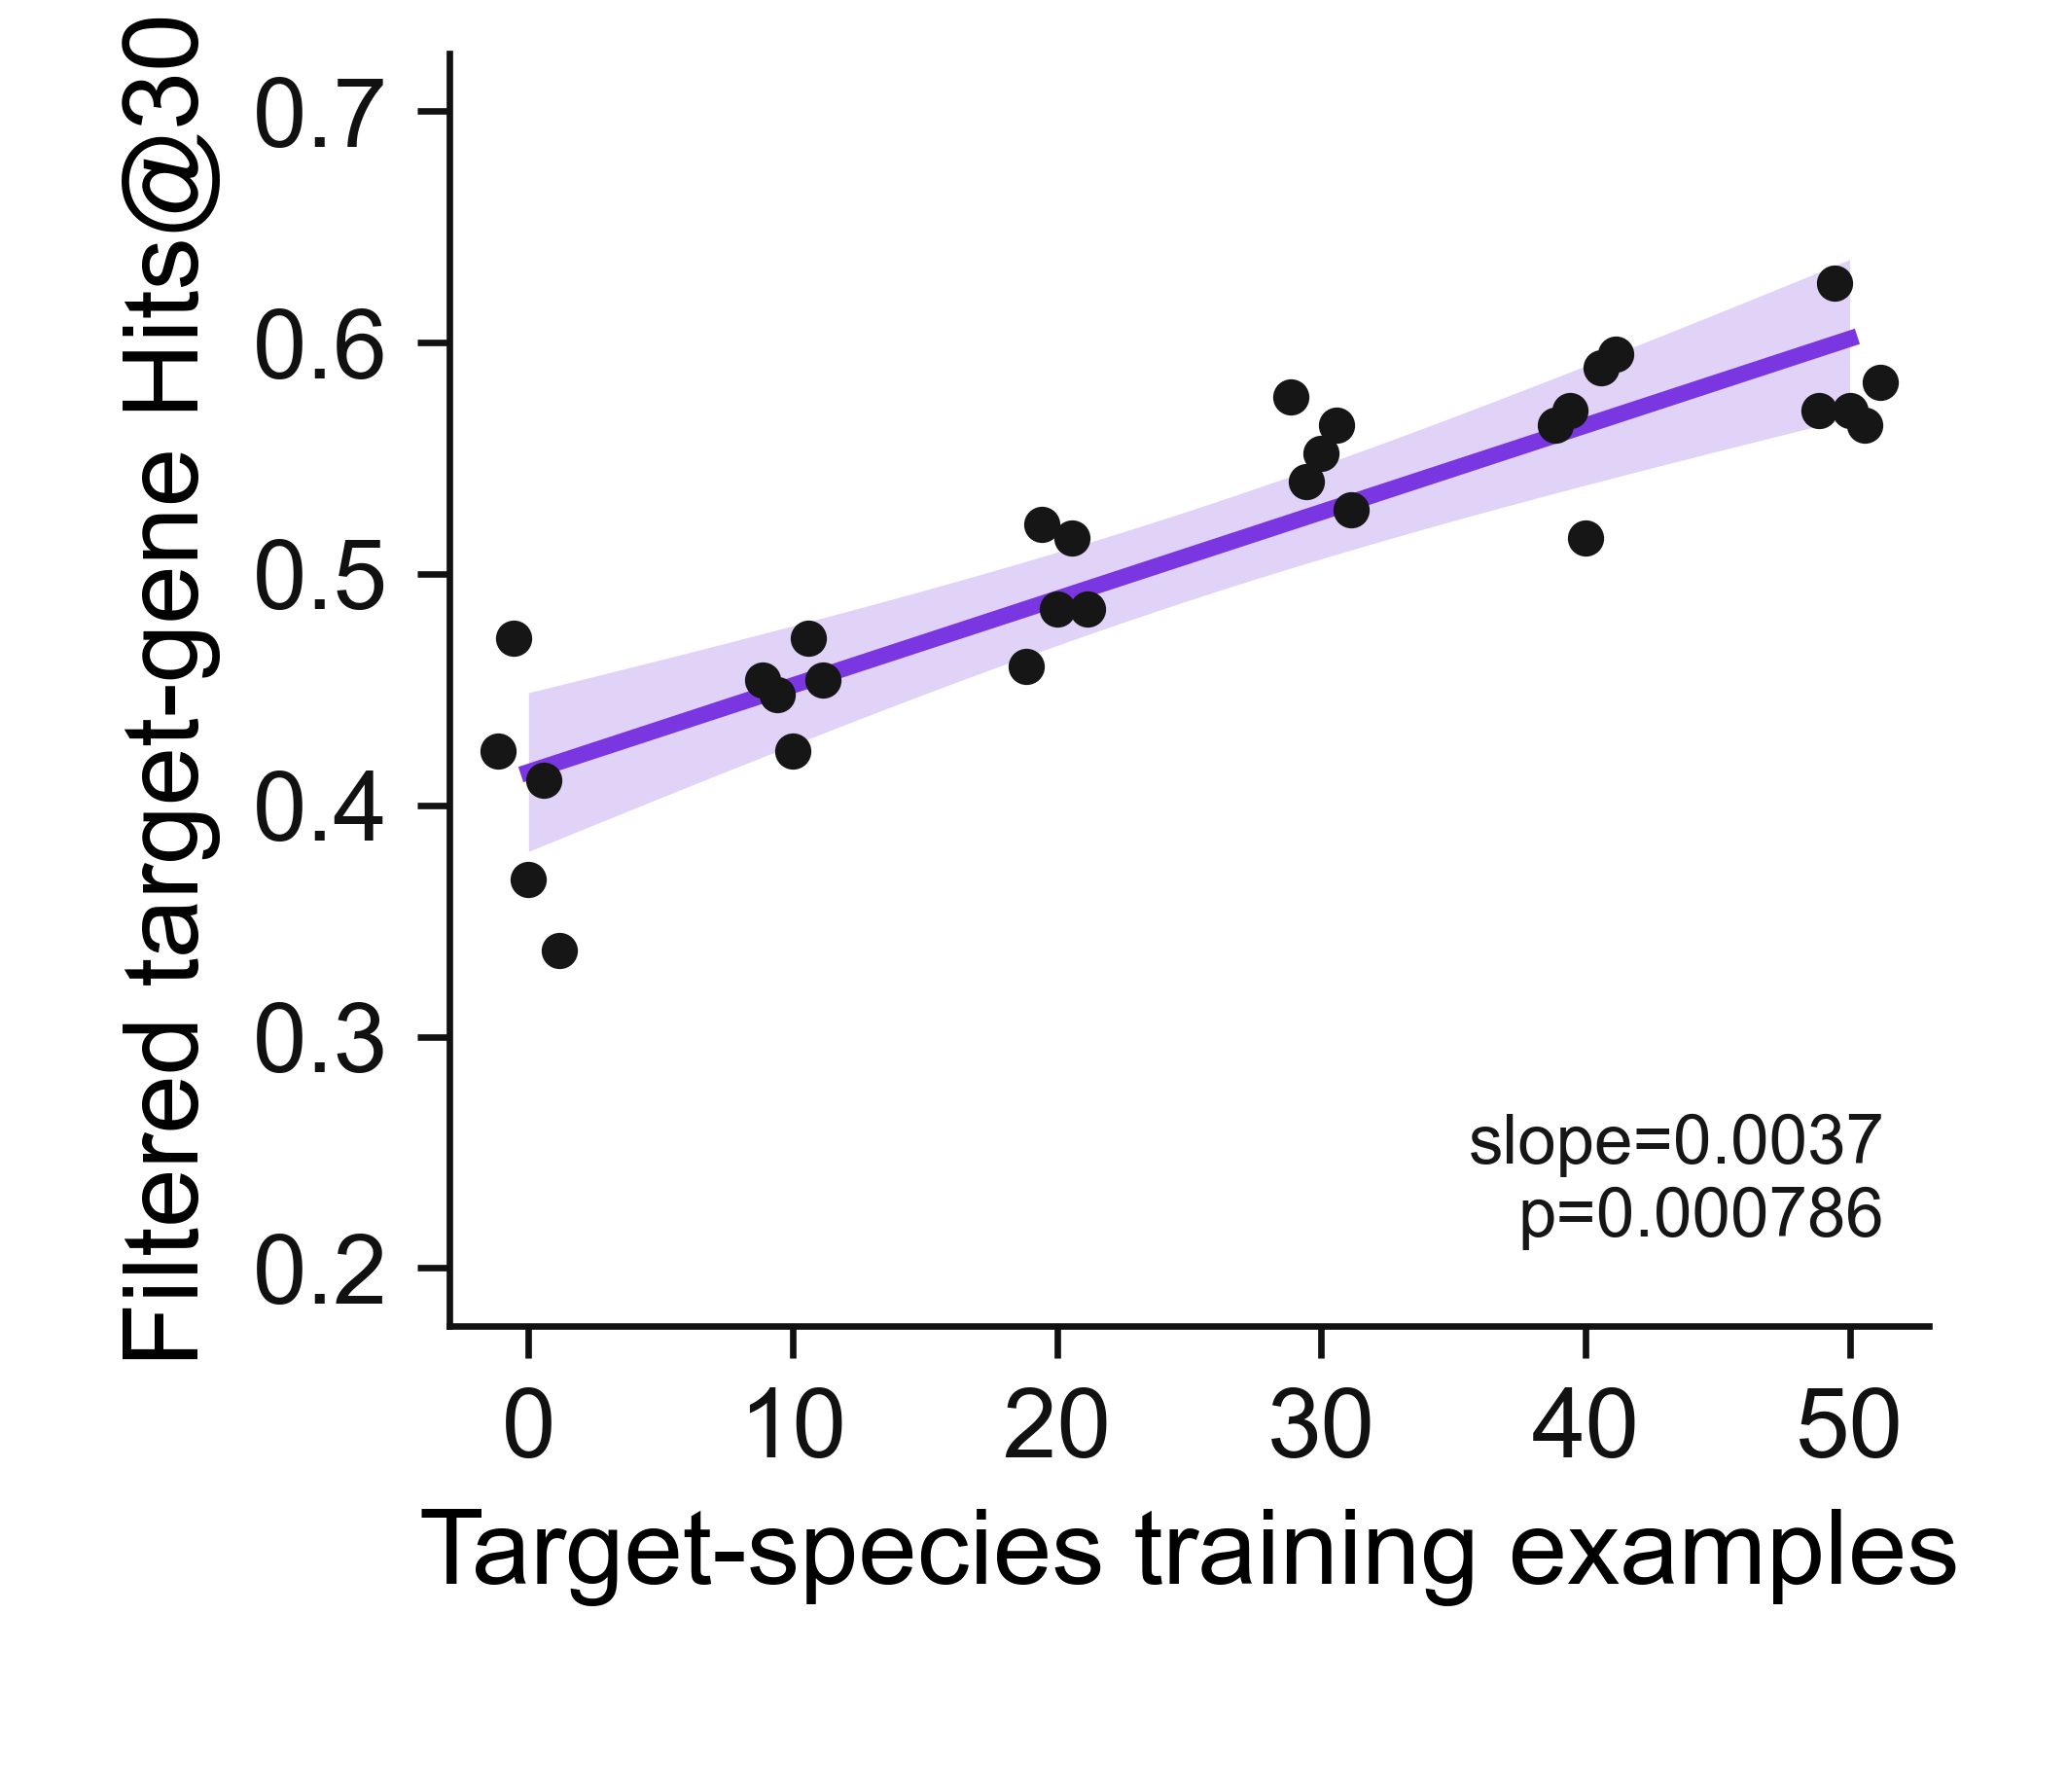 Filtered target-gene Hits@30
0.7
0.6
0.5
0.4
0.3
0.2
slope=0.0037
p=0.000786
0 10 20 30 40 50
Target-species training examples